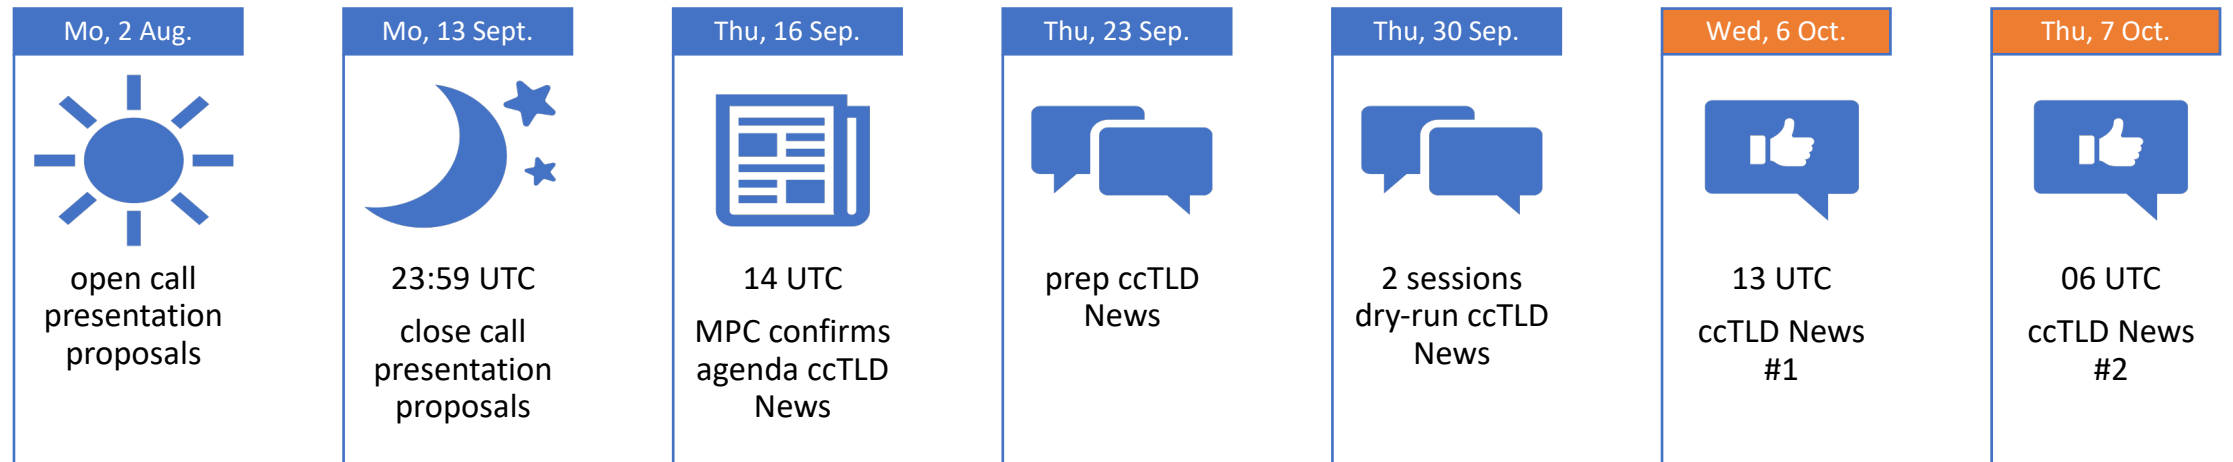 Mo, 2 Aug.
open call
presentation
proposals
Mo, 13 Sept.
23:59 UTC
close call
presentation
proposals
Thu, 16 Sep.
14 UTC
MPC confirms
agenda ccTLD
News
Thu, 23 Sep.
prep ccTLD
News
Thu, 30 Sep.
2 sessions
dry-run ccTLD
News
Wed, 6 Oct.
13 UTC
ccTLD News
#1
Thu, 7 Oct.
06 UTC
ccTLD News
#2